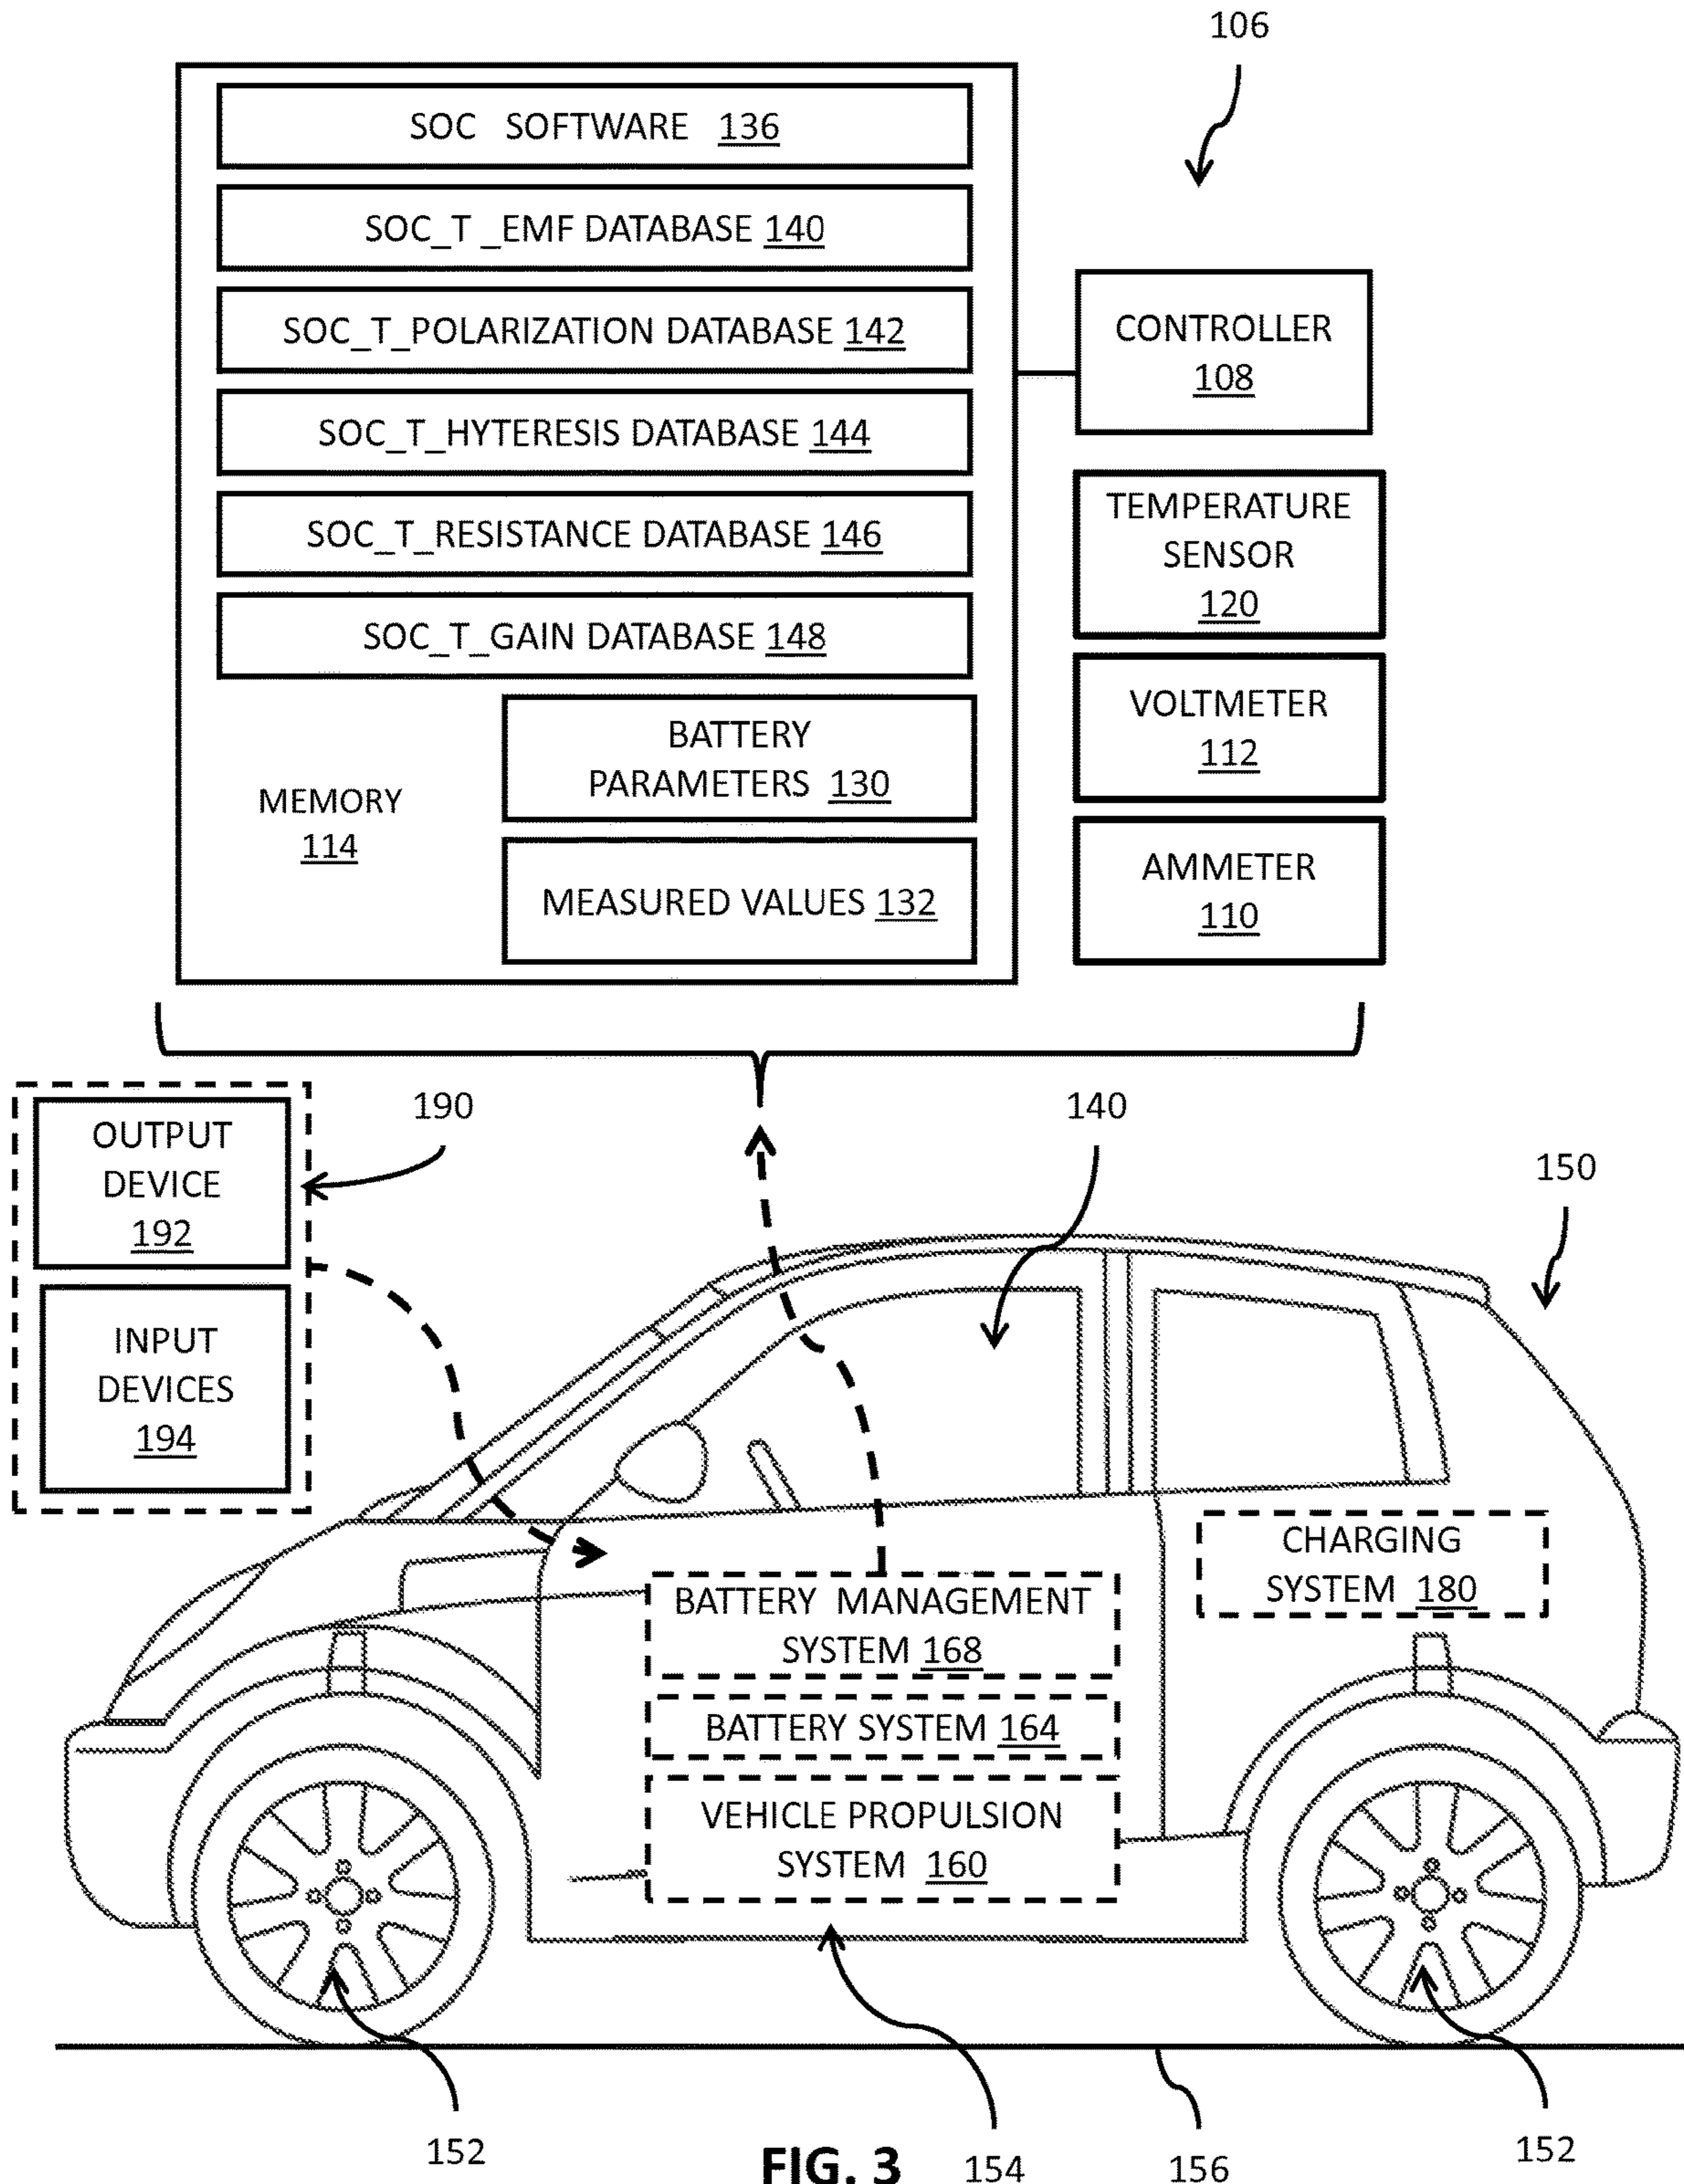 106
SOC SOFTWARE 136
SOC_T _EMF DATABASE 140
SOC_T_POLARIZATION DATABASE 142
SOC_T_HYTERESIS DATABASE 144
SOC_T_RESISTANCE DATABASE 146
SOC_T_GAIN DATABASE 148
BATTERY
PARAMETERS 130
MEMORY
114
MEASURED VALUES 132
CONTROLLER
108
TEMPERATURE
SENSOR
120
VOLTMETER
112
AMMETER
110
190
140
150
OUTPUT
DEVICE
192
INPUT
DEVICES
194
CHARGING
SYSTEM 180
BATTERY MANAGEMENT
SYSTEM 168
BATTERY SYSTEM 164
VEHICLE PROPULSION
SYSTEM 160
152
154
156
152
FIG. 3